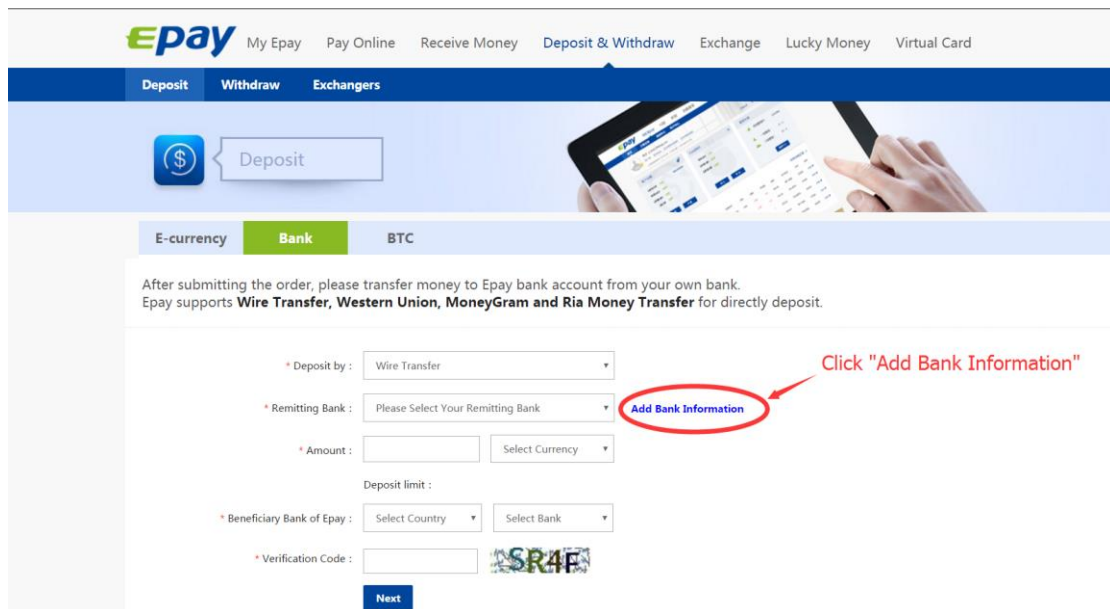 Epay My Epay Pay Online Receive Money Deposit & Withdraw Exchange Lucky Money Virtual Card
Deposit Withdraw Exchangers
Deposit
E-currency Bank BTC
After submitting the order, please transfer money to Epay bank account from your own bank.
Epay supports Wire Transfer, Western Union, MoneyGram and Ria Money Transfer for directly deposit.
* Deposit by : Wire Transfer
Click "Add Bank Information"
* Remitting Bank : Please Select Your Remitting Bank Add Bank Information
* Amount : Select Currency
Deposit limit :
* Beneficiary Bank of Epay : Select Country Select Bank
* Verification Code : SR4F
Next